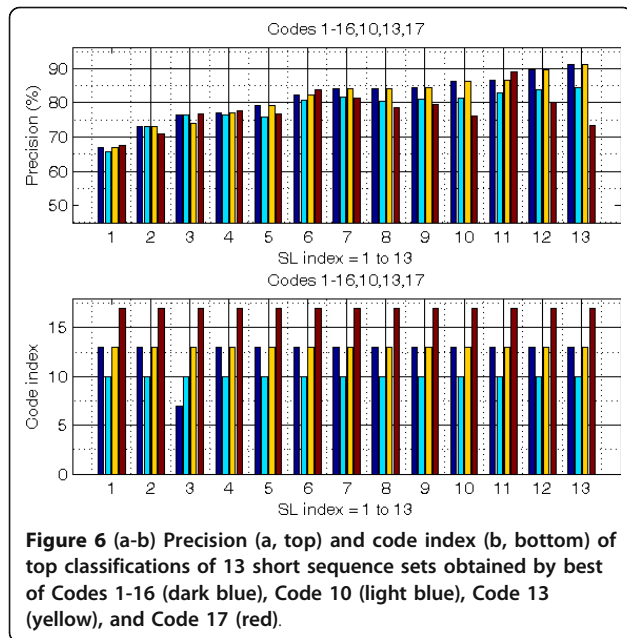 Codes 1-16,10,13,17
90
80
70
60
50
Precision (%)
1 2 3 4 5 6 7 8 9 10 11 12 13
SL index = 1 to 13
Codes 1-16,10,13,17
15
10
5
0
Code index
1 2 3 4 5 6 7 8 9 10 11 12 13
SL index = 1 to 13
Figure 6 (a-b) Precision (a, top) and code index (b, bottom) of
top classifications of 13 short sequence sets obtained by best
of Codes 1-16 (dark blue), Code 10 (light blue), Code 13
(yellow), and Code 17 (red).